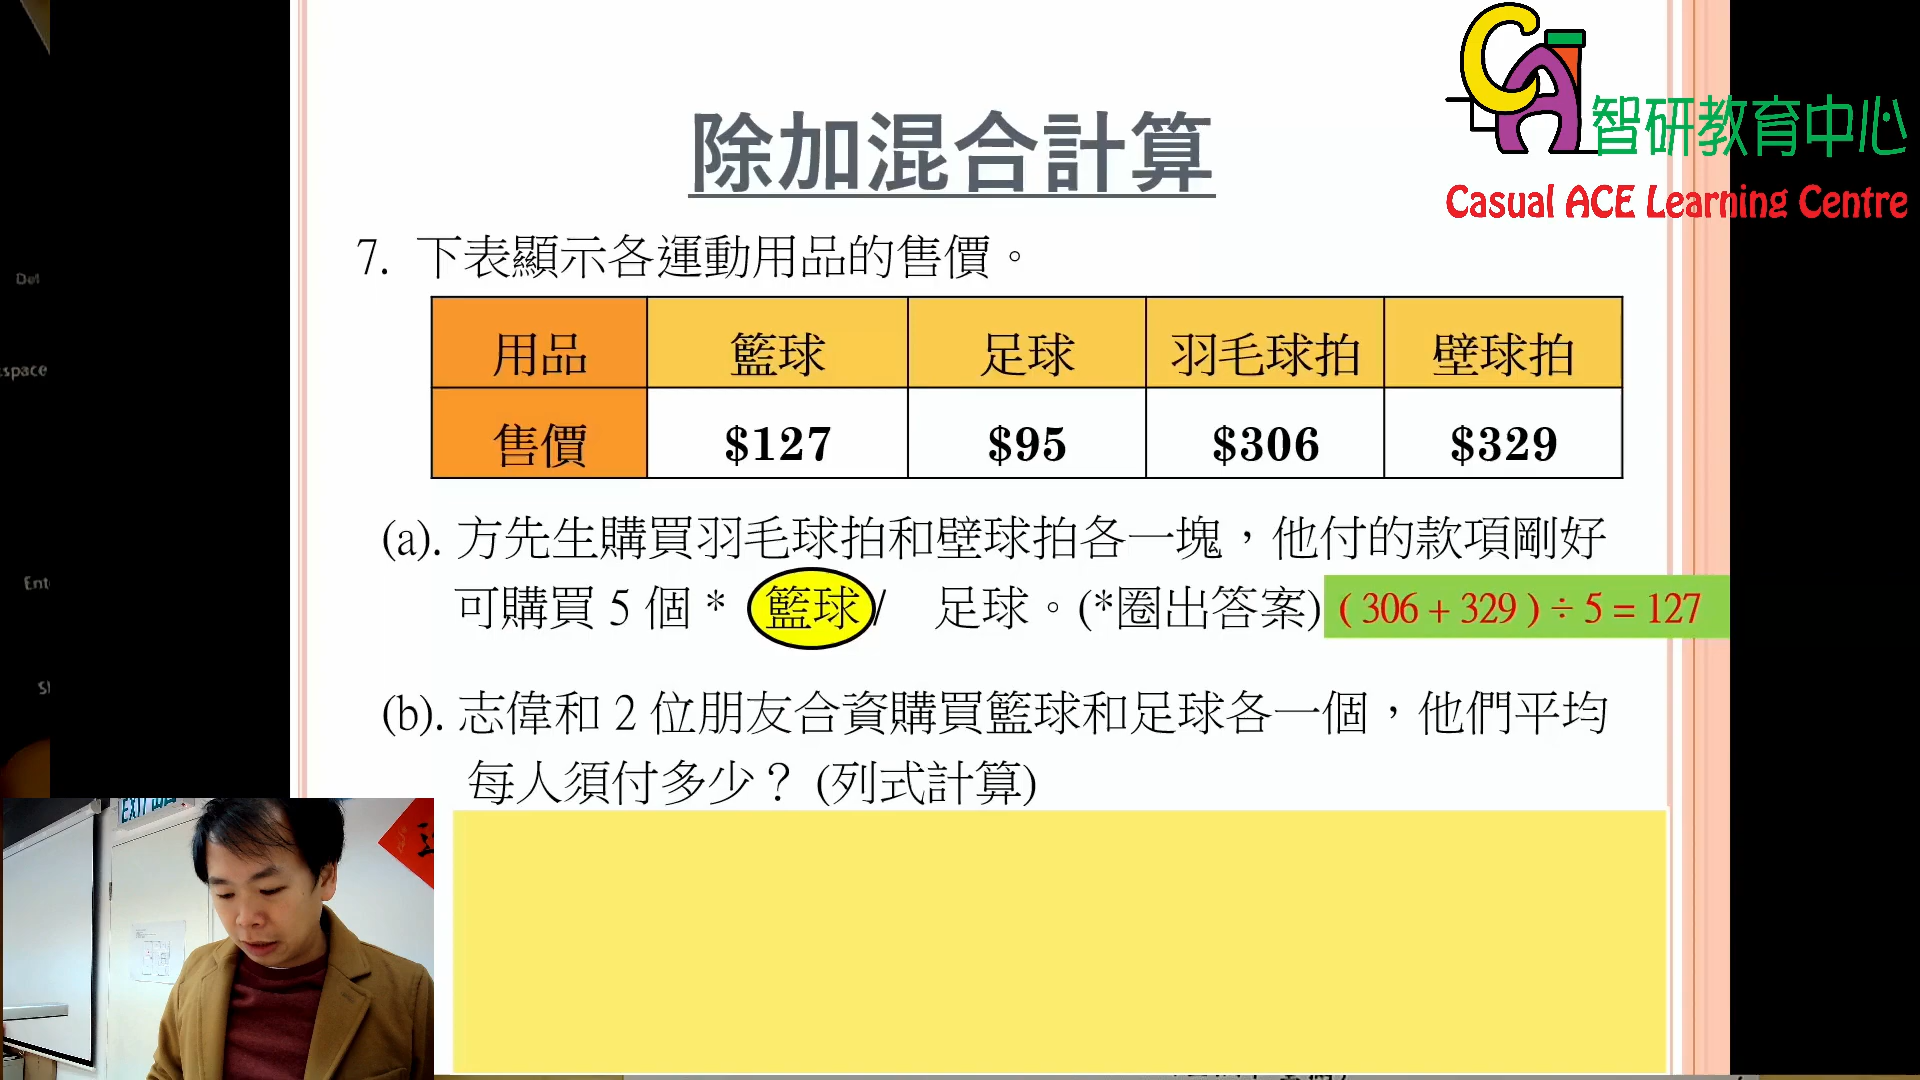 智研教育中心
Casual ACE Learning Centre
除加混合計算
7. 下表顯示各運動用品的售價。
用品 籃球 足球 羽毛球拍 壁球拍
售價 $127 $95 $306 $329
(a). 方先生購買羽毛球拍和壁球拍各一塊，他付的款項剛好
可購買 5 個 * 籃球 / 足球。(*圈出答案) ( 306 + 329 ) ÷ 5 = 127
(b). 志偉和 2 位朋友合資購買籃球和足球各一個，他們平均
每人須付多少？ (列式計算)
Del
space
Ent
EXIT